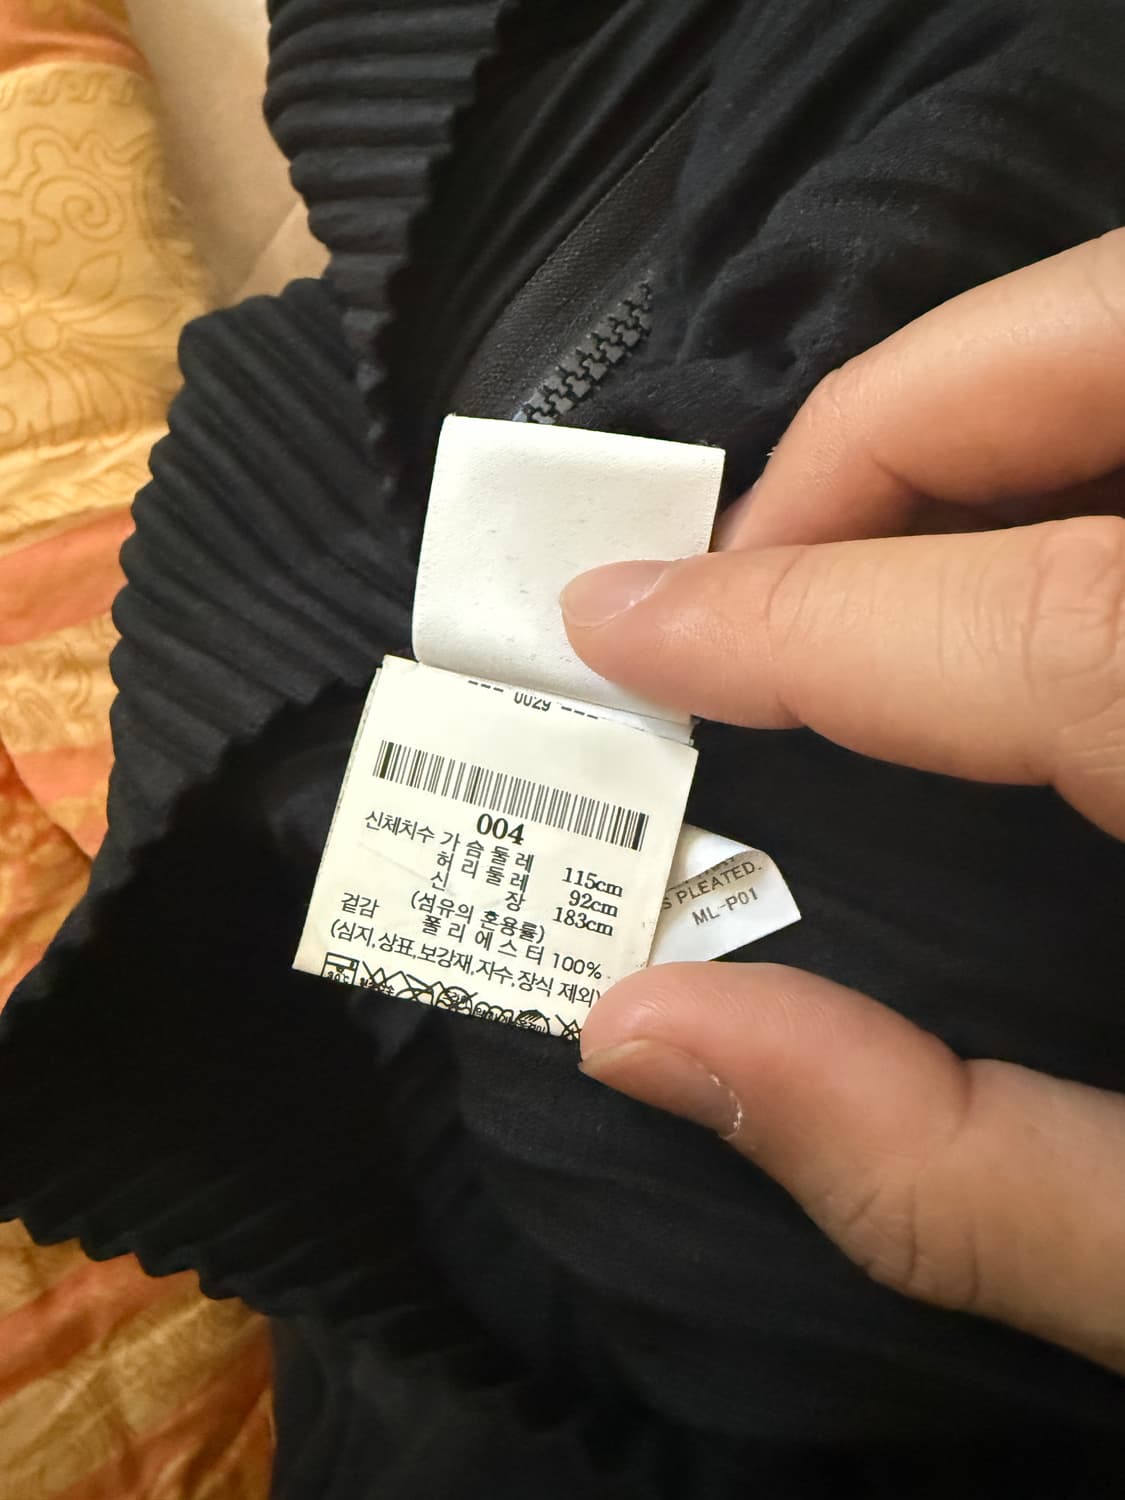 --- 0029 ---
004
신체치수 가 슴 둘 레 115cm
허 리 둘 레 92cm
신 장 183cm
겉감 (섬유의 혼용률)
폴 리 에 스 터 100%
(심지,상표,보강재,자수,장식 제외)
S PLEATED.
ML-P01